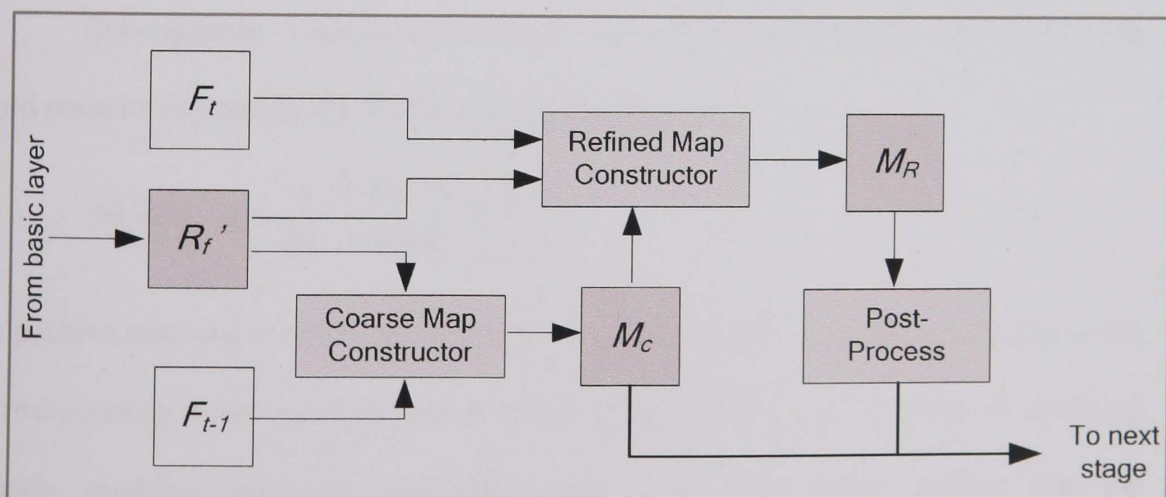 From basic layer
F_t
R_f'
F_{t-1}
Coarse Map
Constructor
M_c
Refined Map
Constructor
M_R
Post-
Process
To next
stage